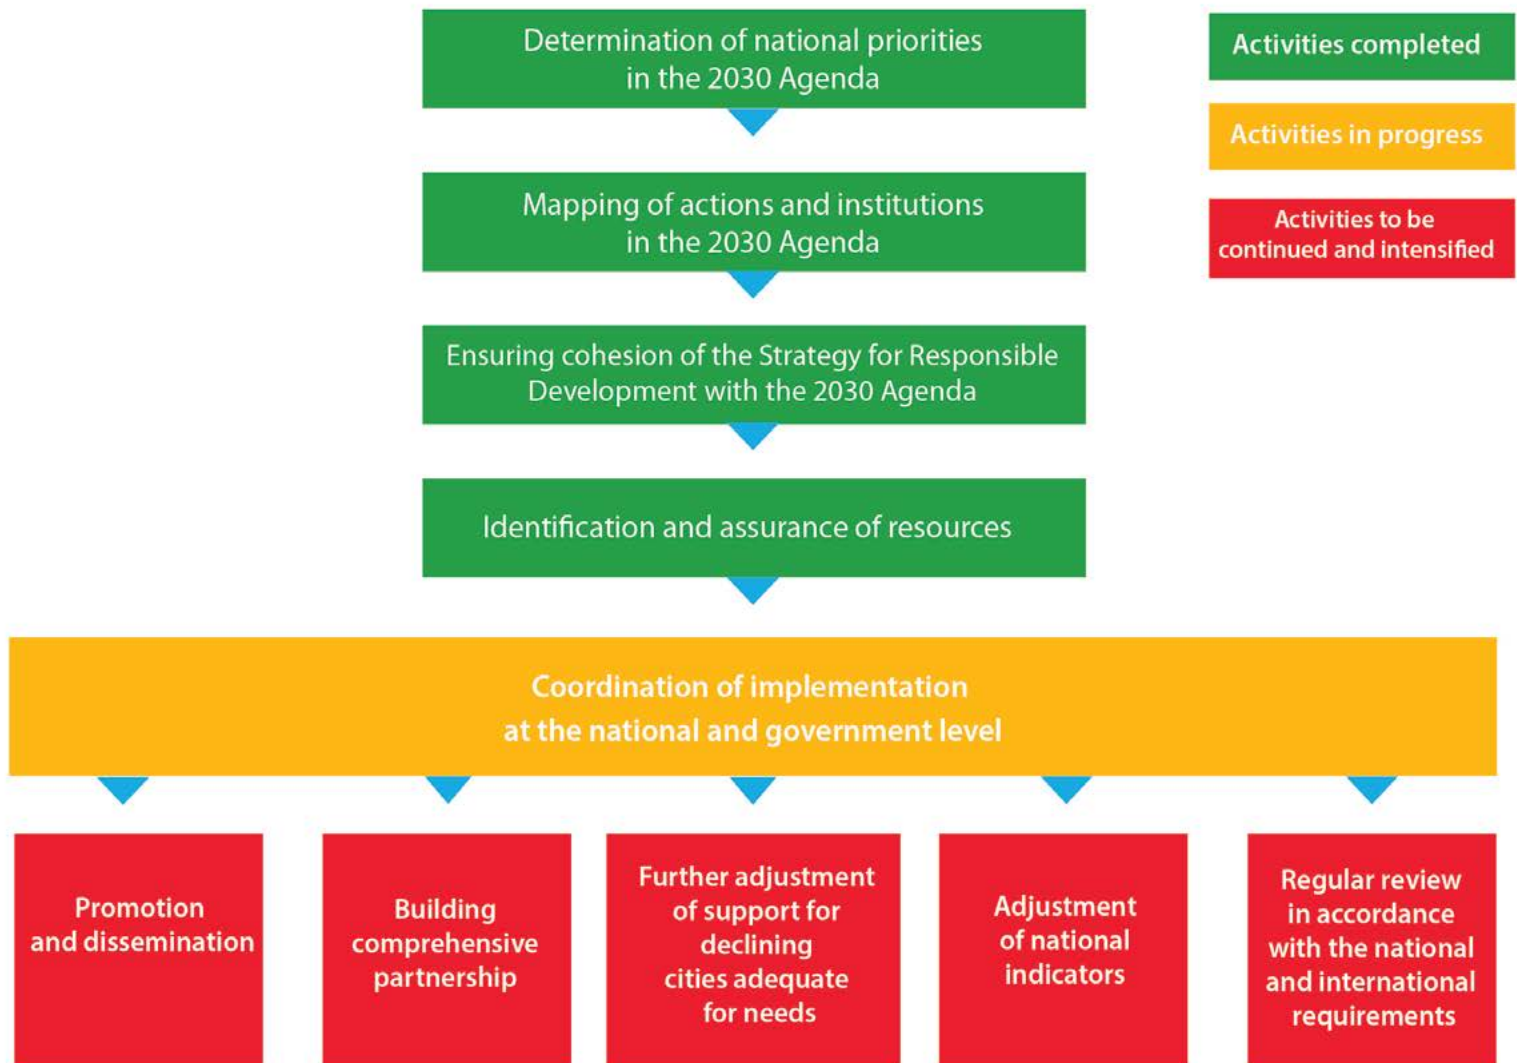 Determination of national priorities
in the 2030 Agenda
Activities completed
Activities in progress
Mapping of actions and institutions
in the 2030 Agenda
Activities to be
continued and intensified
Ensuring cohesion of the Strategy for Responsible
Development with the 2030 Agenda
Identification and assurance of resources
Coordination of implementation
at the national and government level
Promotion
and dissemination
Building
comprehensive
partnership
Further adjustment
of support for
declining
cities adequate
for needs
Adjustment
of national
indicators
Regular review
in accordance
with the national
and international
requirements